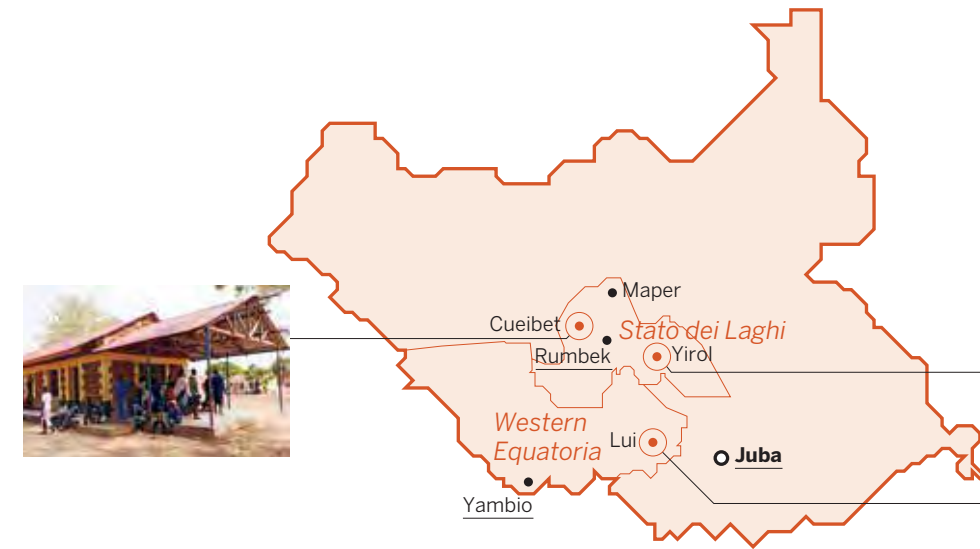 Maper
Cueibet
Stato dei Laghi
Rumbek
Yirol
Western
Equatoria
Lui
Juba
Yambio